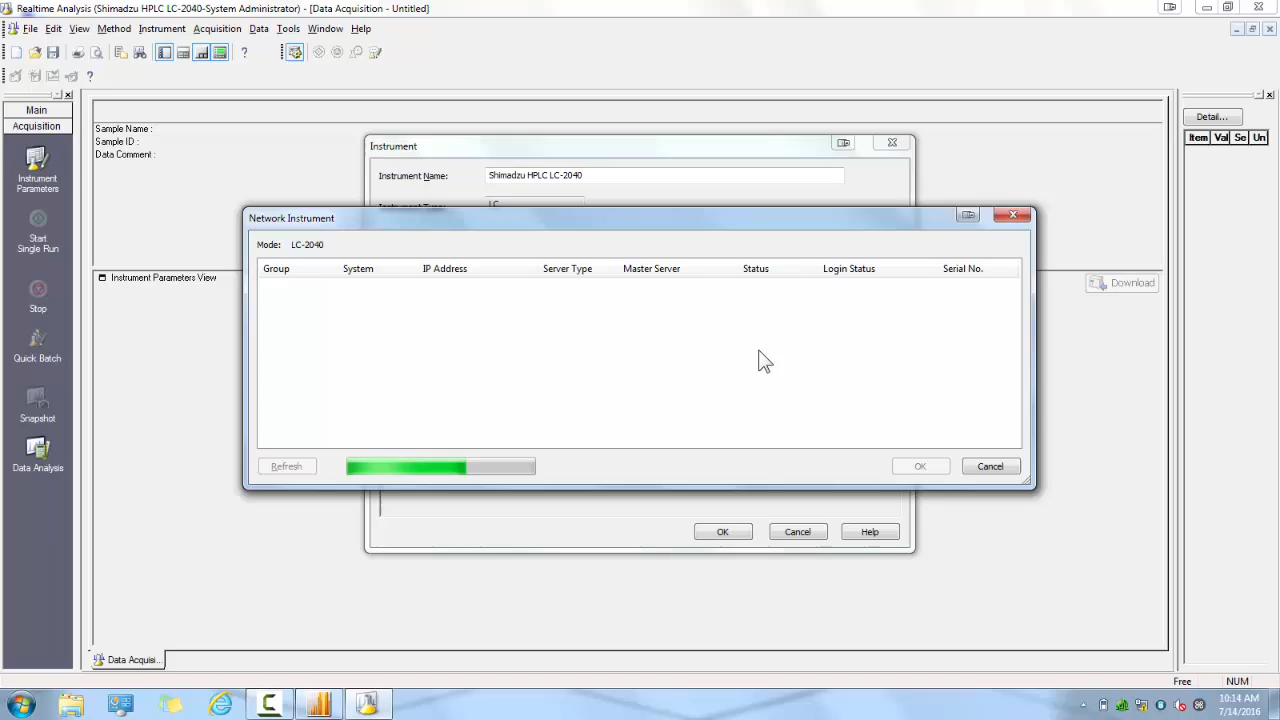 Realtime Analysis (Shimadzu HPLC LC-2040-System Administrator) - [Data Acquisition - Untitled]
File Edit View Method Instrument Acquisition Data Tools Window Help
Main
Acquisition
Instrument
Parameters
Start
Single Run
Stop
Quick Batch
Snapshot
Data Analysis
Sample Name :
Sample ID :
Data Comment :
Instrument Parameters View
Download
Detail...
Item Val Se Un
Instrument
Instrument Name: Shimadzu HPLC LC-2040
Instrument Type: LC
Network Instrument
Mode: LC-2040
Group System IP Address Server Type Master Server Status Login Status Serial No.
Refresh OK Cancel
OK Cancel Help
Data Acquisi...
Free NUM
10:14 AM
7/14/2016